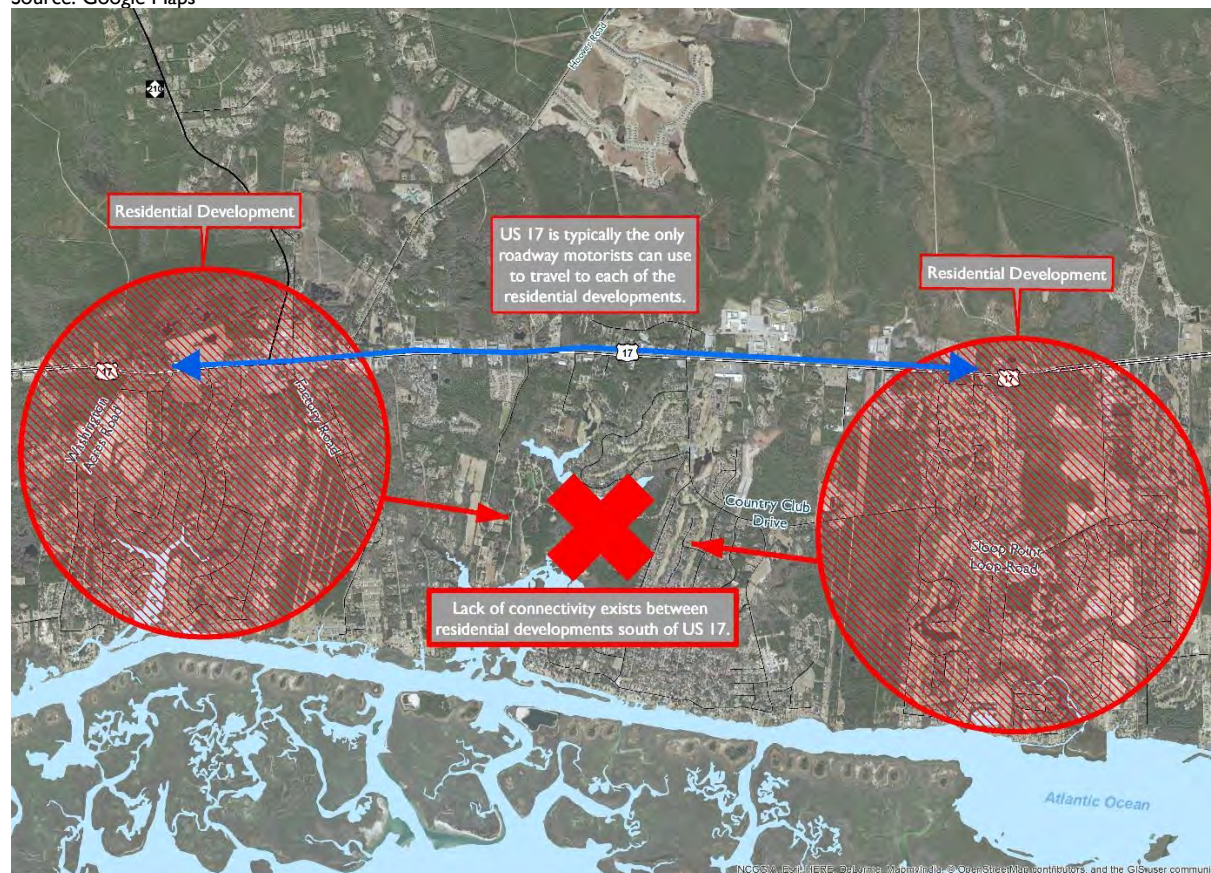 Source: Google Maps
Hoover Road
210
Residential Development
US 17 is typically the only
roadway motorists can use
to travel to each of the
residential developments.
Residential Development
17
17
17
Washington
Acres Road
Factory Road
Country Club
Drive
Sloop Point
Loop Road
Lack of connectivity exists between
residential developments south of US 17.
Atlantic Ocean
NCCGIA, Esri, HERE, DeLorme, MapmyIndia, © OpenStreetMap contributors, and the GIS user communi